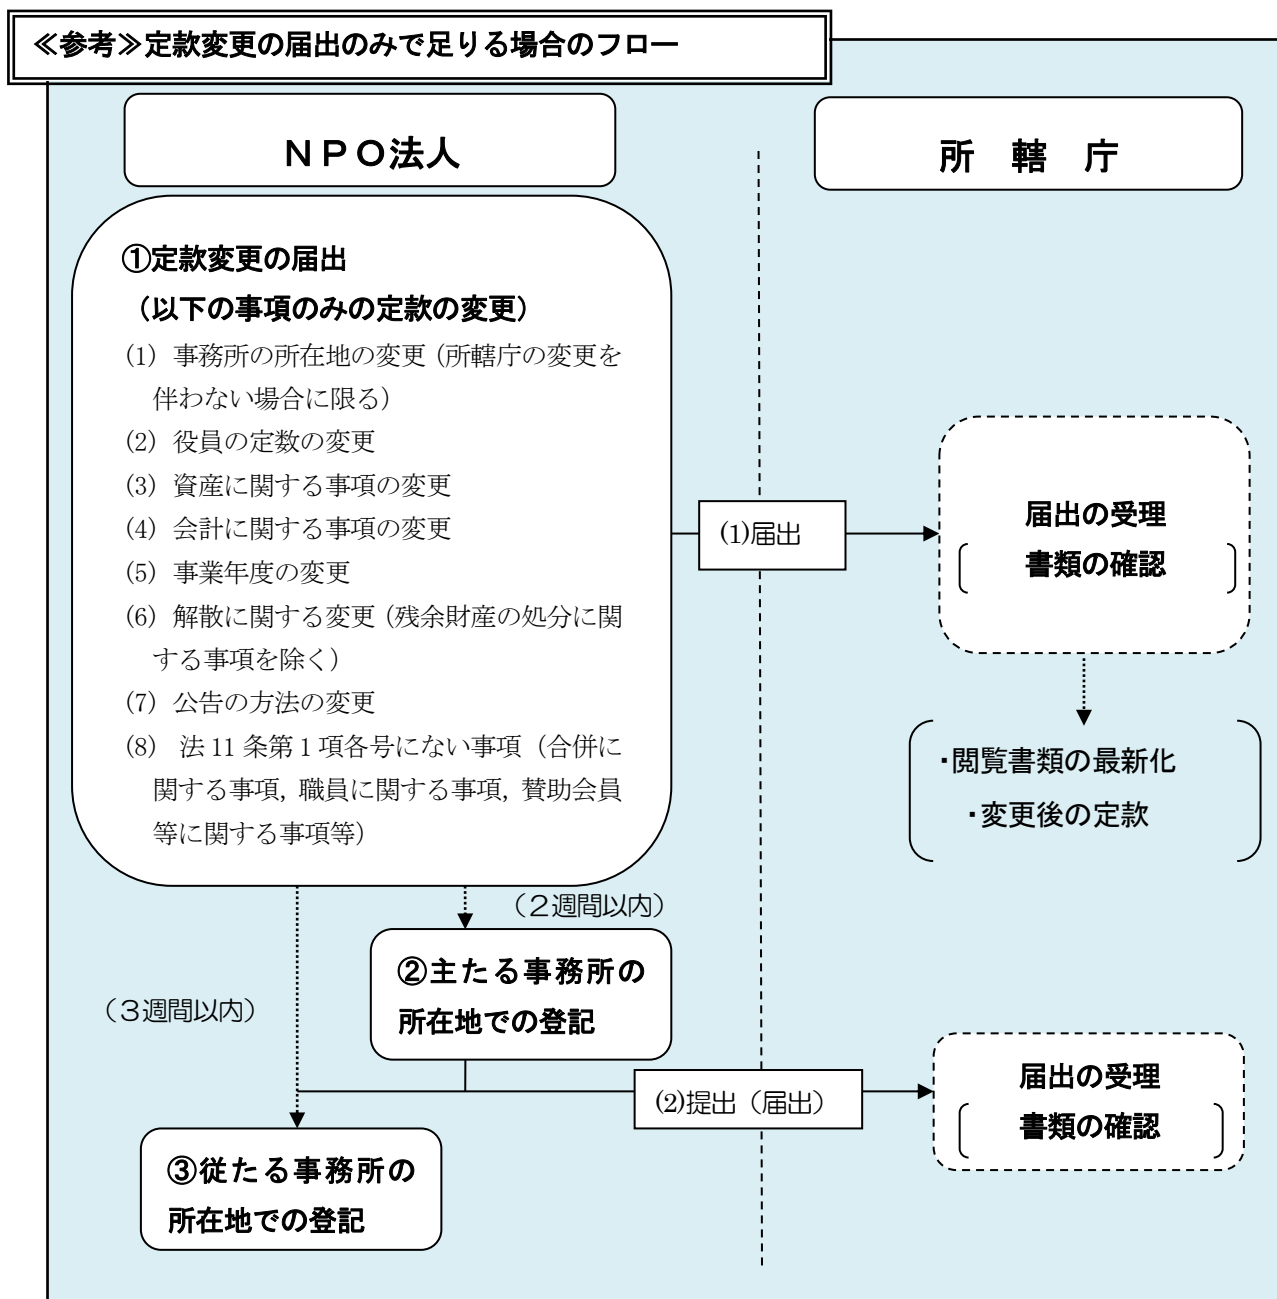 ≪参考≫定款変更の届出のみで足りる場合のフロー
ＮＰＯ法人
所　轄　庁
①定款変更の届出
（以下の事項のみの定款の変更）
(1) 事務所の所在地の変更（所轄庁の変更を
伴わない場合に限る）
(2) 役員の定数の変更
(3) 資産に関する事項の変更
(4) 会計に関する事項の変更
(5) 事業年度の変更
(6) 解散に関する変更（残余財産の処分に関
する事項を除く）
(7) 公告の方法の変更
(8) 法11条第1項各号にない事項（合併に
関する事項, 職員に関する事項, 賛助会員
等に関する事項等）
(1)届出
届出の受理
書類の確認
・閲覧書類の最新化
・変更後の定款
（２週間以内）
②主たる事務所の
所在地での登記
（３週間以内）
(2)提出（届出）
届出の受理
書類の確認
③従たる事務所の
所在地での登記